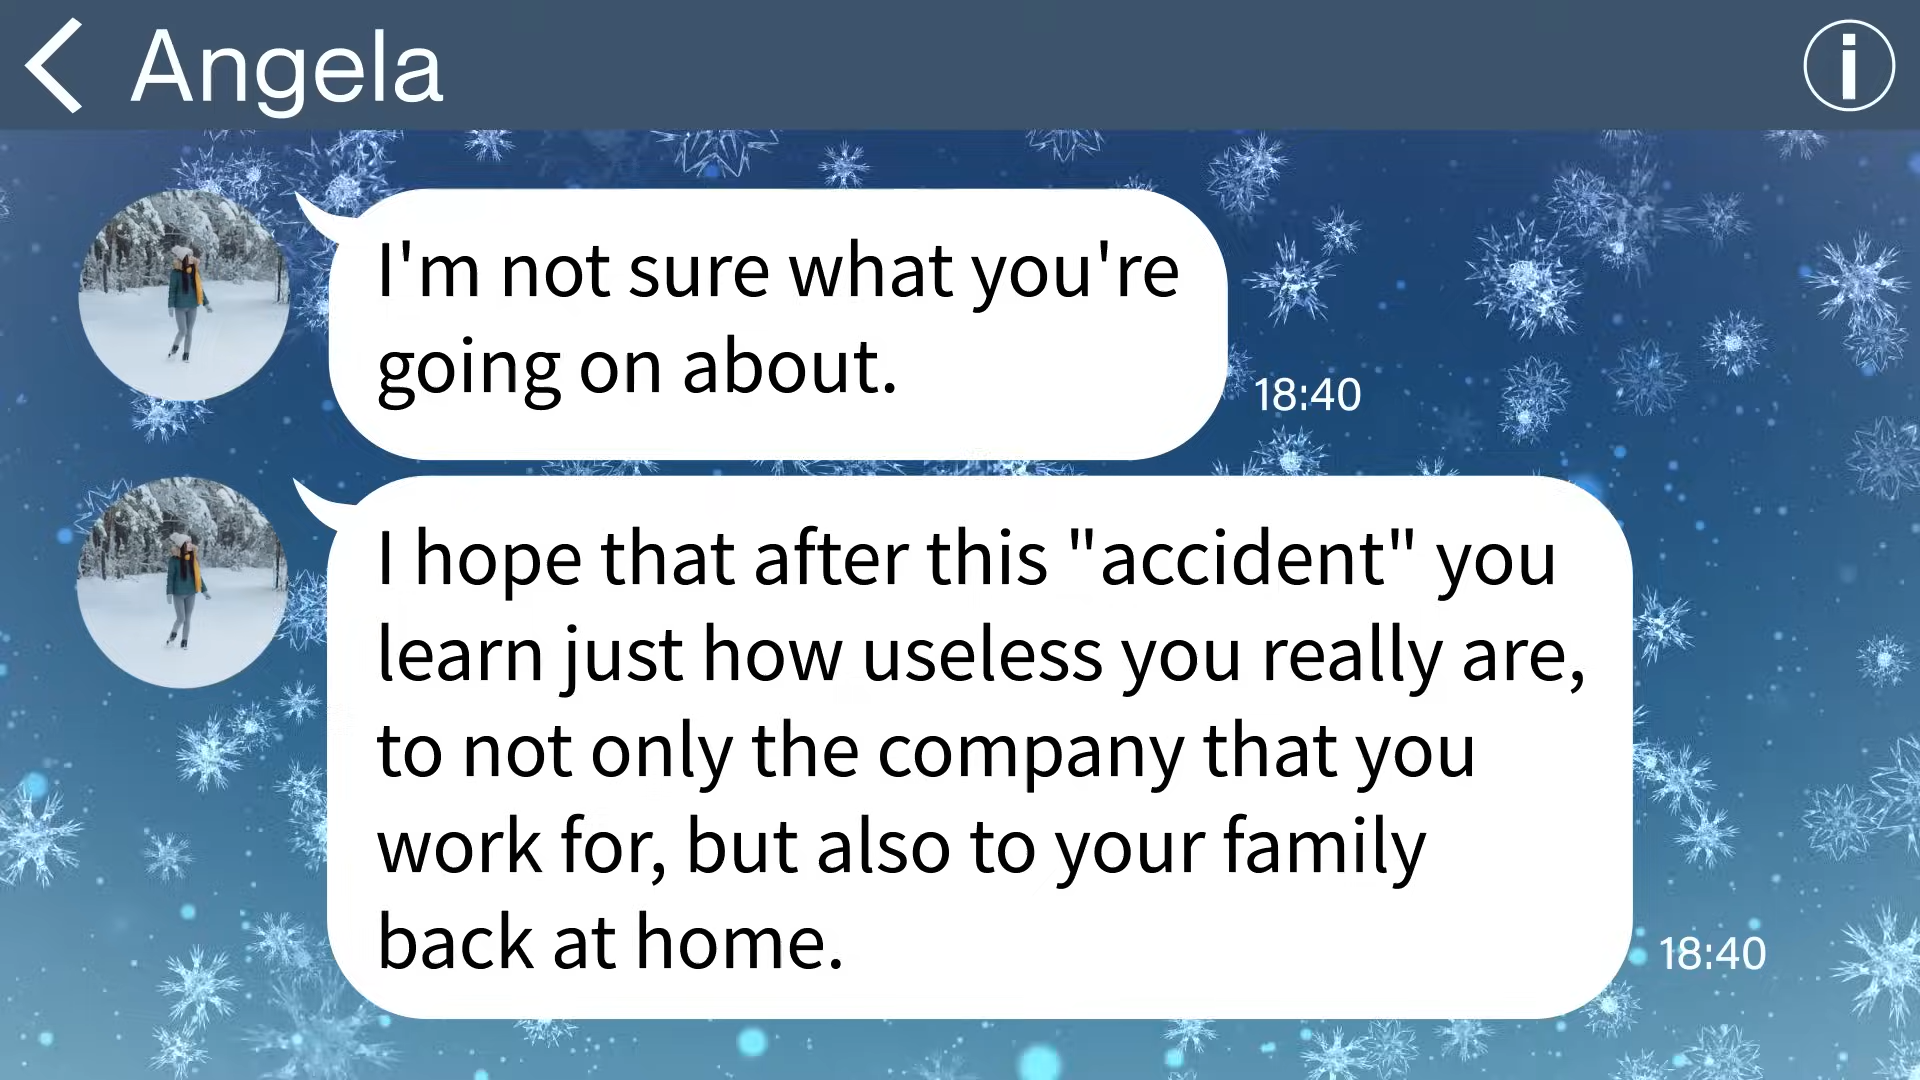 Angela
I'm not sure what you're
going on about.
18:40
I hope that after this "accident" you
learn just how useless you really are,
to not only the company that you
work for, but also to your family
back at home.
18:40